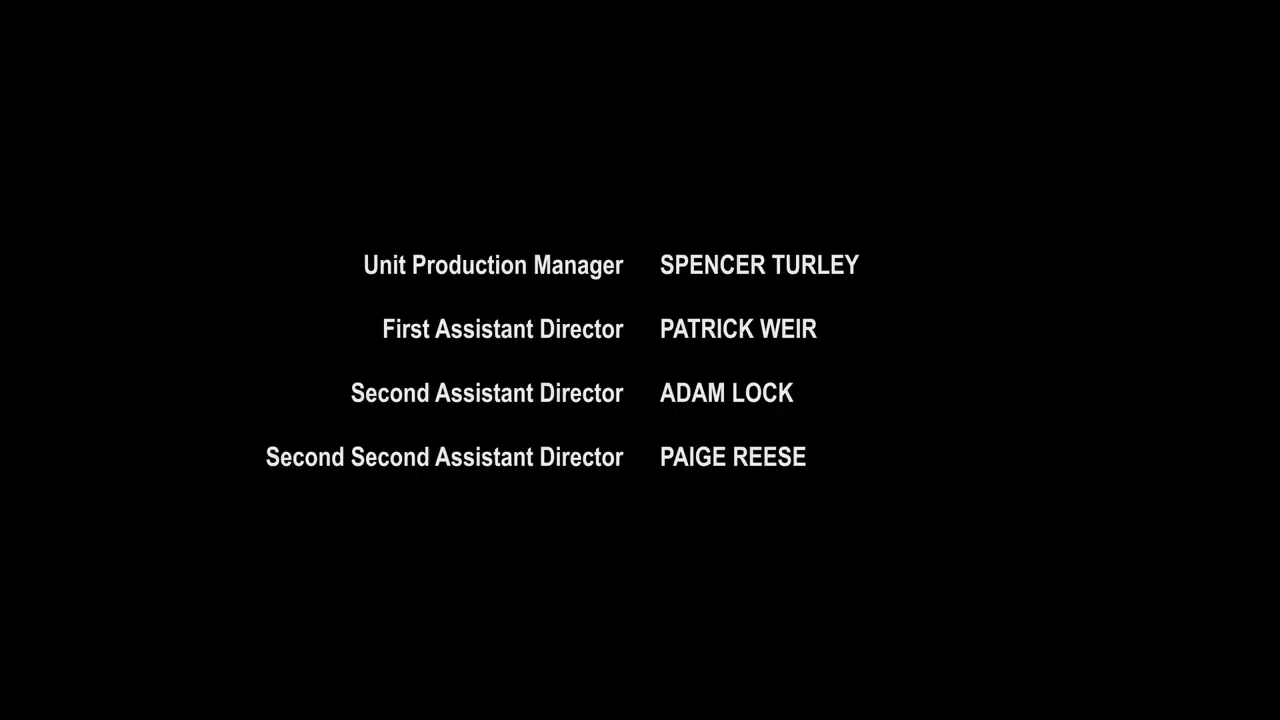 Unit Production Manager SPENCER TURLEY
First Assistant Director PATRICK WEIR
Second Assistant Director ADAM LOCK
Second Second Assistant Director PAIGE REESE